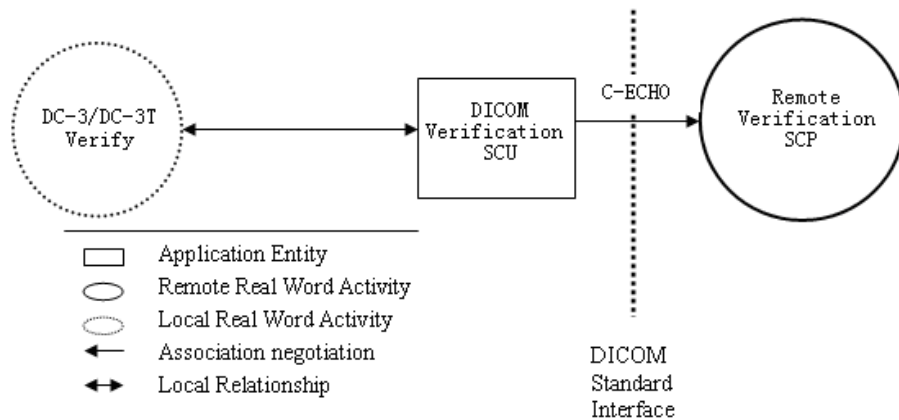 DC-3/DC-3T
Verify
DICOM
Verification
SCU
C-ECHO
Remote
Verification
SCP
Application Entity
Remote Real Word Activity
Local Real Word Activity
Association negotiation
Local Relationship
DICOM
Standard
Interface